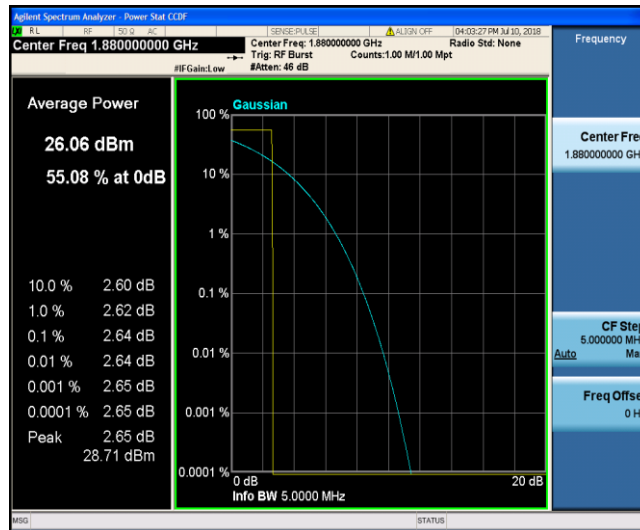 Agilent Spectrum Analyzer - Power Stat CCDF
RL RF 50 Ω AC SENSE:PULSE ALIGN OFF 04:03:27 PM Jul 10, 2018
Center Freq 1.880000000 GHz
Center Freq: 1.880000000 GHz Radio Std: None
Trig: RF Burst Counts:1.00 M/1.00 Mpt
#IFGain:Low #Atten: 46 dB
Frequency
Average Power
26.06 dBm
55.08 % at 0dB
10.0 % 2.60 dB
1.0 % 2.62 dB
0.1 % 2.64 dB
0.01 % 2.64 dB
0.001 % 2.65 dB
0.0001 % 2.65 dB
Peak 2.65 dB
28.71 dBm
Gaussian
100 %
10 %
1 %
0.1 %
0.01 %
0.001 %
0.0001 %
0 dB 20 dB
Info BW 5.0000 MHz
Center Fre
1.880000000 GH
CF Step
5.000000 MH
Auto Ma
Freq Offse
0 H
MSG STATUS